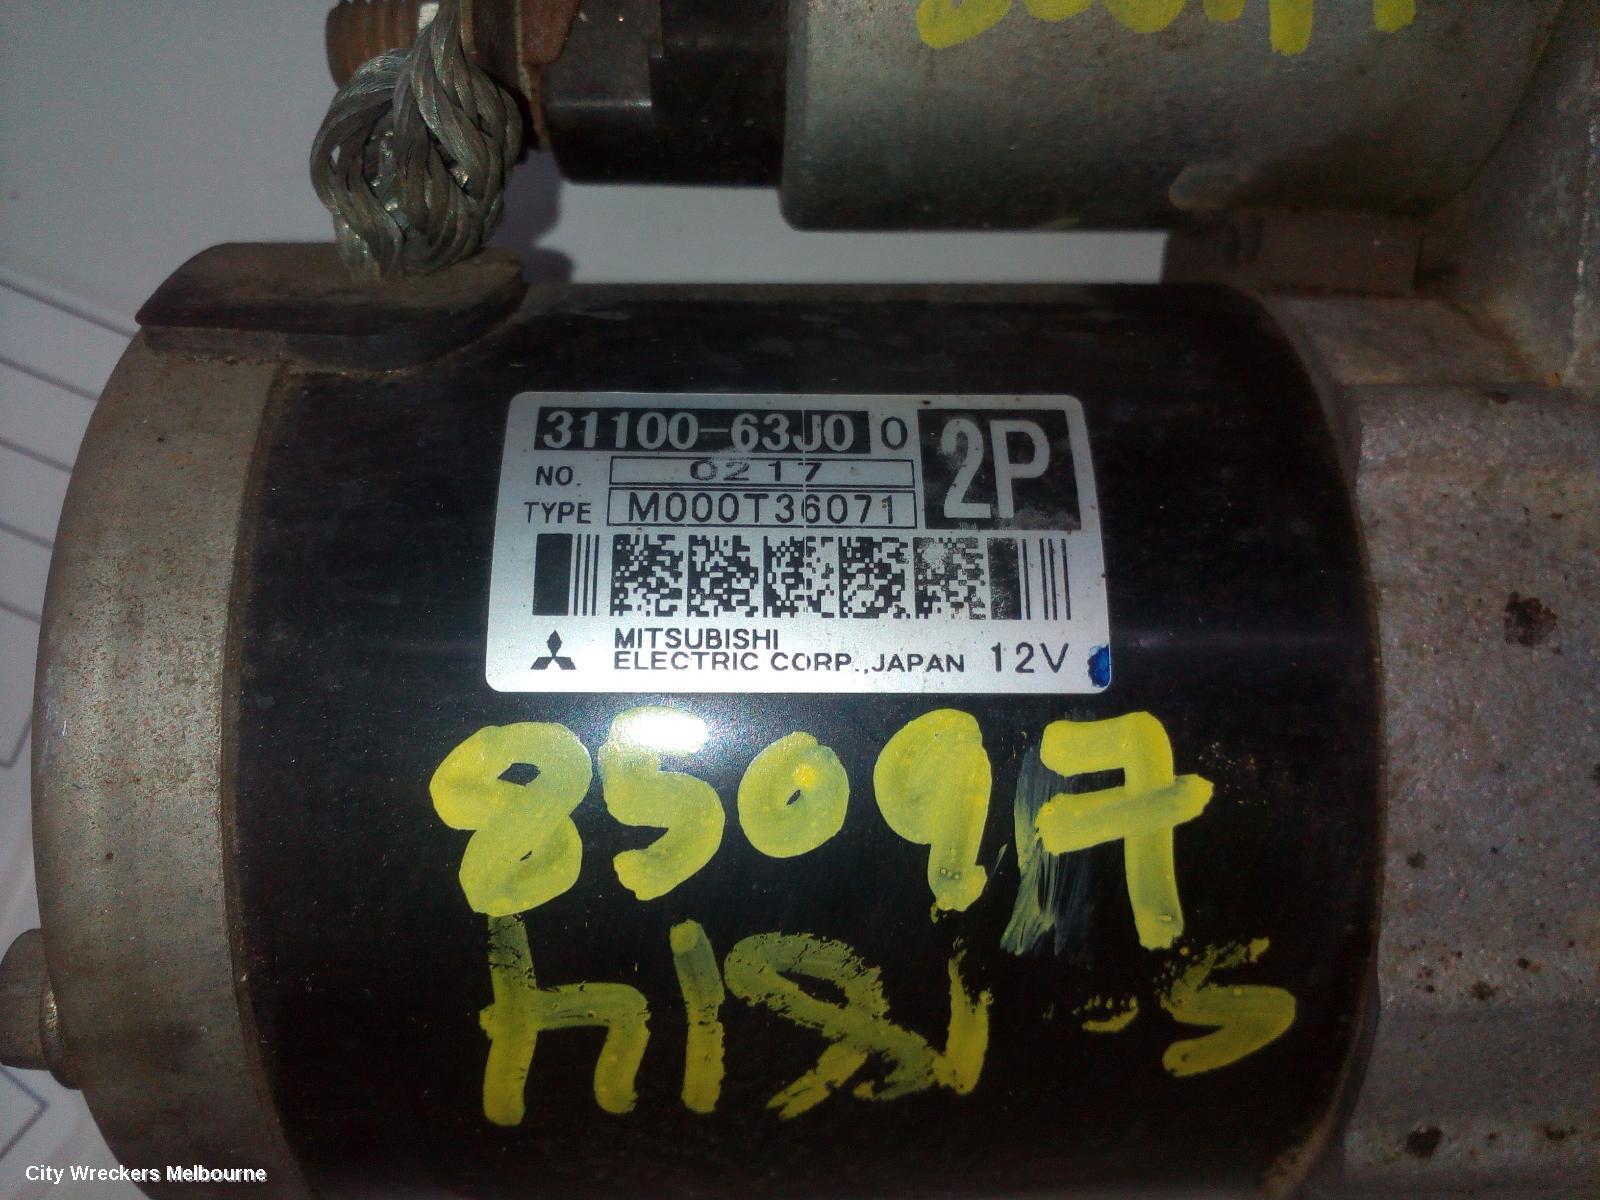 31100-63J0 0
2P
NO. 0217
TYPE M000T36071
MITSUBISHI
ELECTRIC CORP.,JAPAN 12V
85097
City Wreckers Melbourne